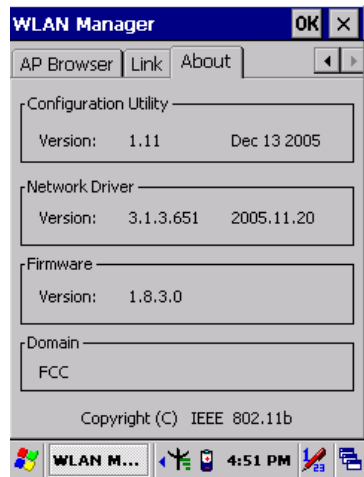 WLAN Manager OK ×
AP Browser Link About
Configuration Utility
Version: 1.11 Dec 13 2005
Network Driver
Version: 3.1.3.651 2005.11.20
Firmware
Version: 1.8.3.0
Domain
FCC
Copyright (C) IEEE 802.11b
WLAN M... 4:51 PM 1/23